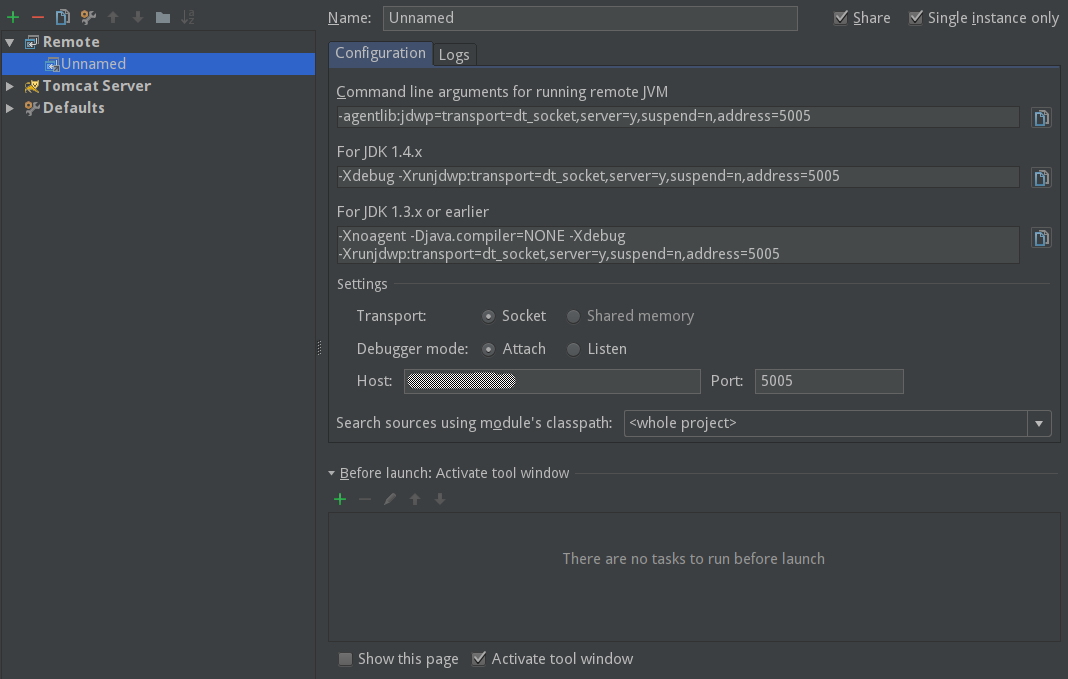 Name: Unnamed Share Single instance only
Remote
Unnamed
Tomcat Server
Defaults
Configuration Logs
Command line arguments for running remote JVM
-agentlib:jdwp=transport=dt_socket,server=y,suspend=n,address=5005
For JDK 1.4.x
-Xdebug -Xrunjdwp:transport=dt_socket,server=y,suspend=n,address=5005
For JDK 1.3.x or earlier
-Xnoagent -Djava.compiler=NONE -Xdebug
-Xrunjdwp:transport=dt_socket,server=y,suspend=n,address=5005
Settings
Transport: Socket Shared memory
Debugger mode: Attach Listen
Host: Port: 5005
Search sources using module's classpath: <whole project>
Before launch: Activate tool window
There are no tasks to run before launch
Show this page Activate tool window